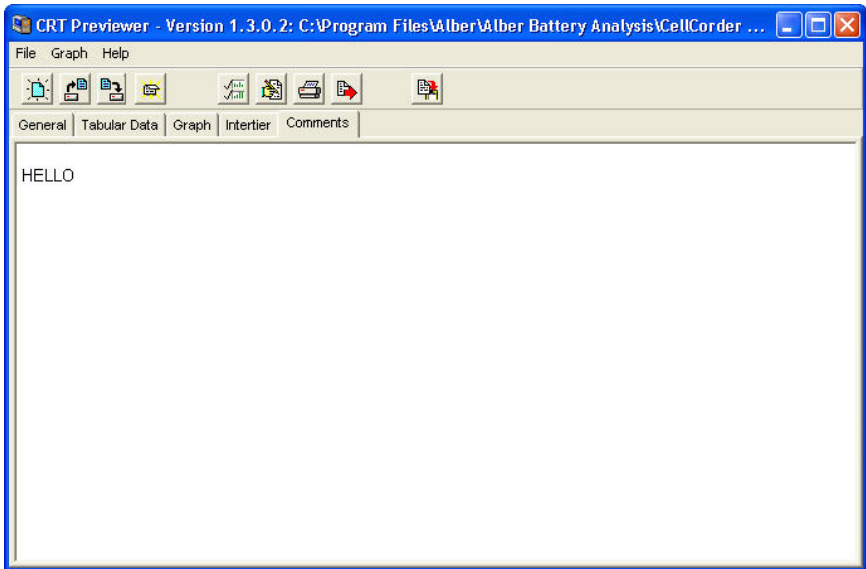 CRT Previewer - Version 1.3.0.2: C:\Program Files\Alber\Alber Battery Analysis\CellCorder ...
File Graph Help
General Tabular Data Graph Intertier Comments
HELLO